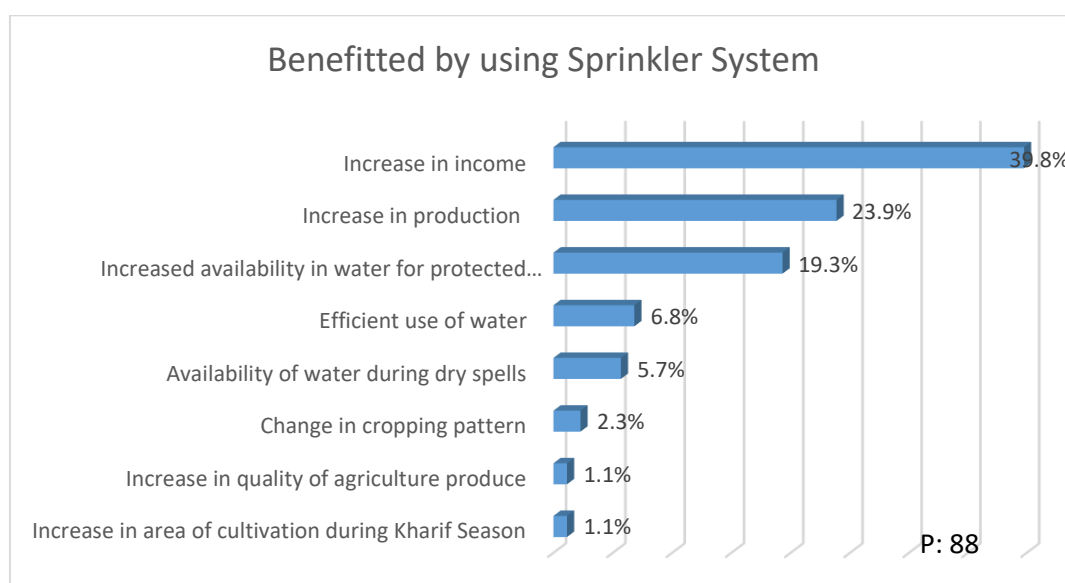 Benefitted by using Sprinkler System
Increase in income 39.8%
Increase in production 23.9%
Increased availability in water for protected... 19.3%
Efficient use of water 6.8%
Availability of water during dry spells 5.7%
Change in cropping pattern 2.3%
Increase in quality of agriculture produce 1.1%
Increase in area of cultivation during Kharif Season 1.1%
P: 88